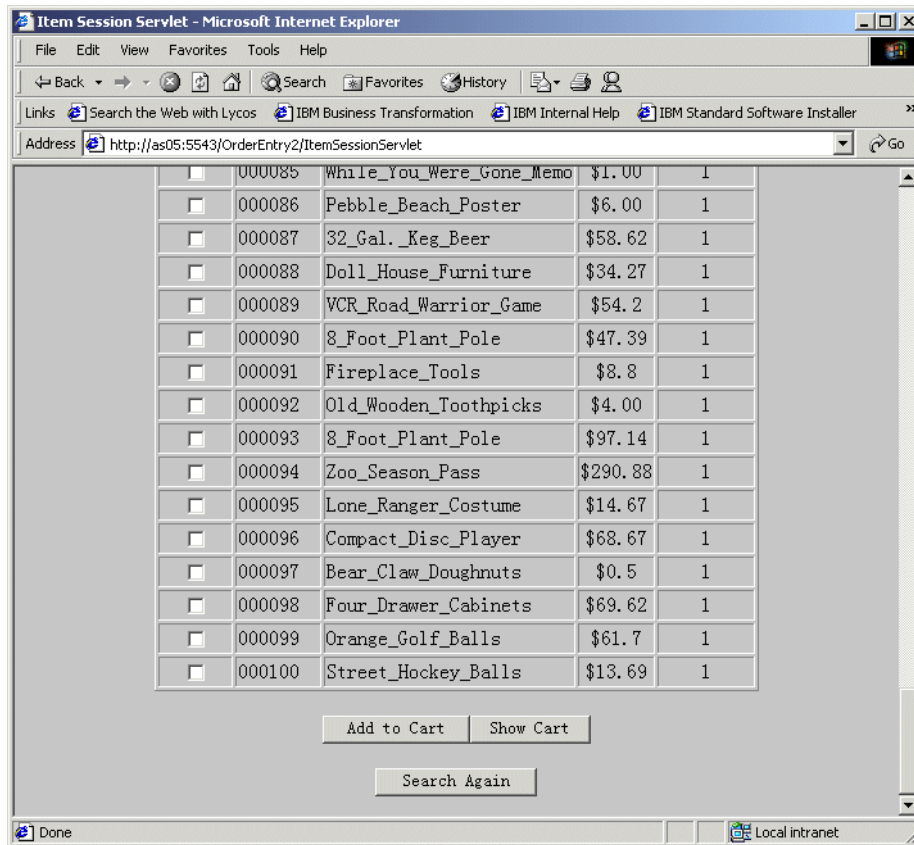 Item Session Servlet - Microsoft Internet Explorer
File Edit View Favorites Tools Help
Back Search Favorites History
Links Search the Web with Lycos IBM Business Transformation IBM Internal Help IBM Standard Software Installer »
Address http://as05:5543/OrderEntry2/ItemSessionServlet Go
000085 While_You_Were_Gone_Memo $1.00 1
000086 Pebble_Beach_Poster $6.00 1
000087 32_Gal._Keg_Beer $58.62 1
000088 Doll_House_Furniture $34.27 1
000089 VCR_Road_Warrior_Game $54.2 1
000090 8_Foot_Plant_Pole $47.39 1
000091 Fireplace_Tools $8.8 1
000092 Old_Wooden_Toothpicks $4.00 1
000093 8_Foot_Plant_Pole $97.14 1
000094 Zoo_Season_Pass $290.88 1
000095 Lone_Ranger_Costume $14.67 1
000096 Compact_Disc_Player $68.67 1
000097 Bear_Claw_Doughnuts $0.5 1
000098 Four_Drawer_Cabinets $69.62 1
000099 Orange_Golf_Balls $61.7 1
000100 Street_Hockey_Balls $13.69 1
Add to Cart Show Cart
Search Again
Done Local intranet